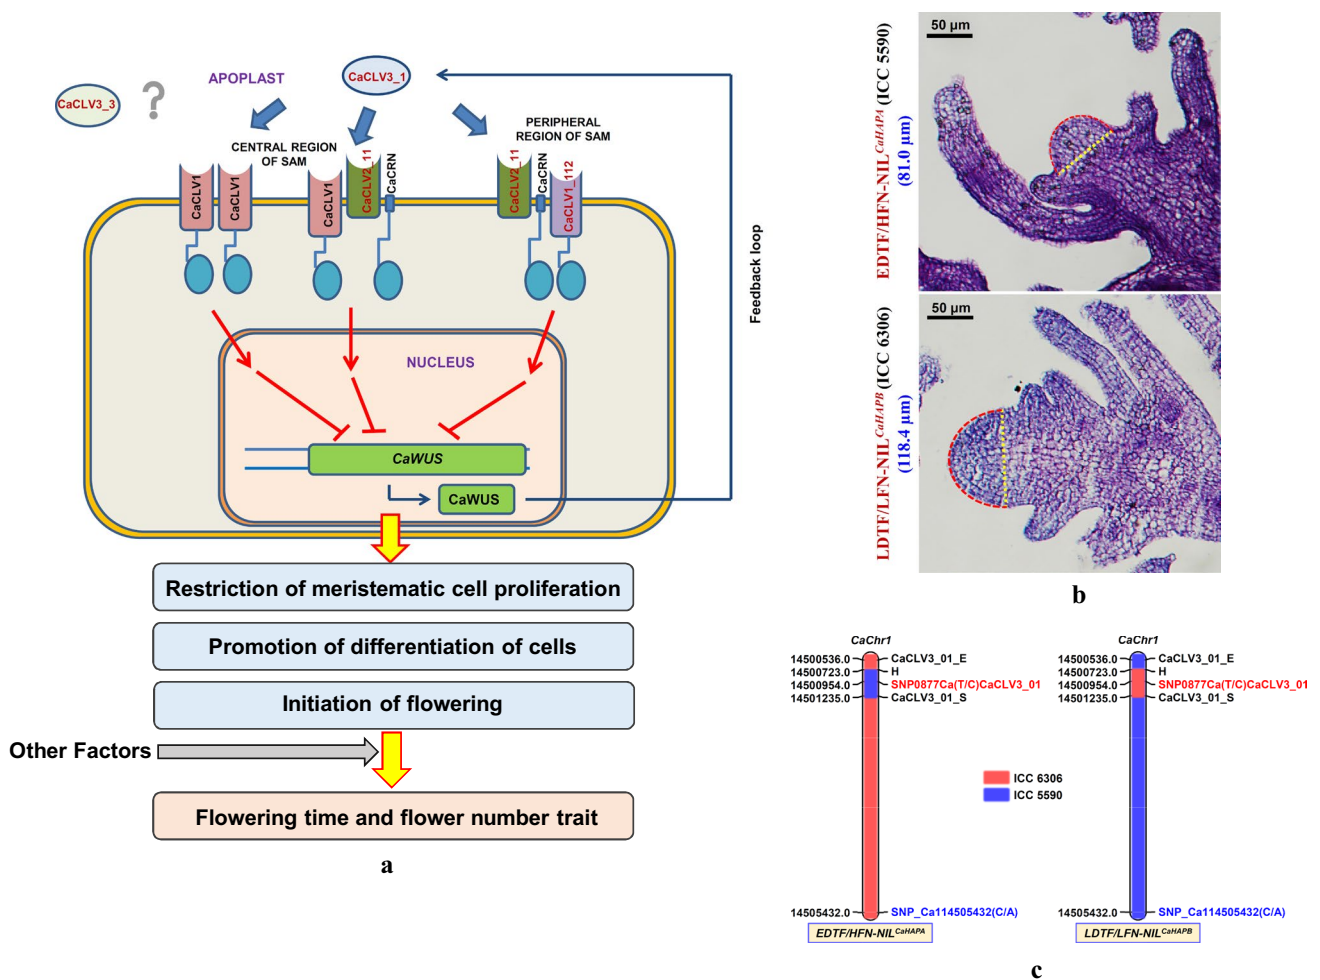 CaCLV3_3
?
APOPLAST
CaCLV3_1
CENTRAL REGION
OF SAM
PERIPHERAL
REGION OF SAM
CaCLV1
CaCLV1
CaCLV1
CaCLV2_11
CaCRN
CaCLV2_11
CaCRN
CaCLV1_112
NUCLEUS
CaWUS
CaWUS
Feedback loop
Restriction of meristematic cell proliferation
Promotion of differentiation of cells
Initiation of flowering
Other Factors
Flowering time and flower number trait
a
EDTF/HFN-NIL^CaHAPA (ICC 5590)
(81.0 µm)
50 µm
LDTF/LFN-NIL^CaHAPB (ICC 6306)
(118.4 µm)
50 µm
b
CaChr1
14500536.0 CaCLV3_01_E
14500723.0 H
14500954.0 SNP0877Ca(T/C)CaCLV3_01
14501235.0 CaCLV3_01_S
14505432.0 SNP_Ca114505432(C/A)
EDTF/HFN-NIL^CaHAPA
ICC 6306
ICC 5590
CaChr1
14500536.0 CaCLV3_01_E
14500723.0 H
14500954.0 SNP0877Ca(T/C)CaCLV3_01
14501235.0 CaCLV3_01_S
14505432.0 SNP_Ca114505432(C/A)
LDTF/LFN-NIL^CaHAPB
c